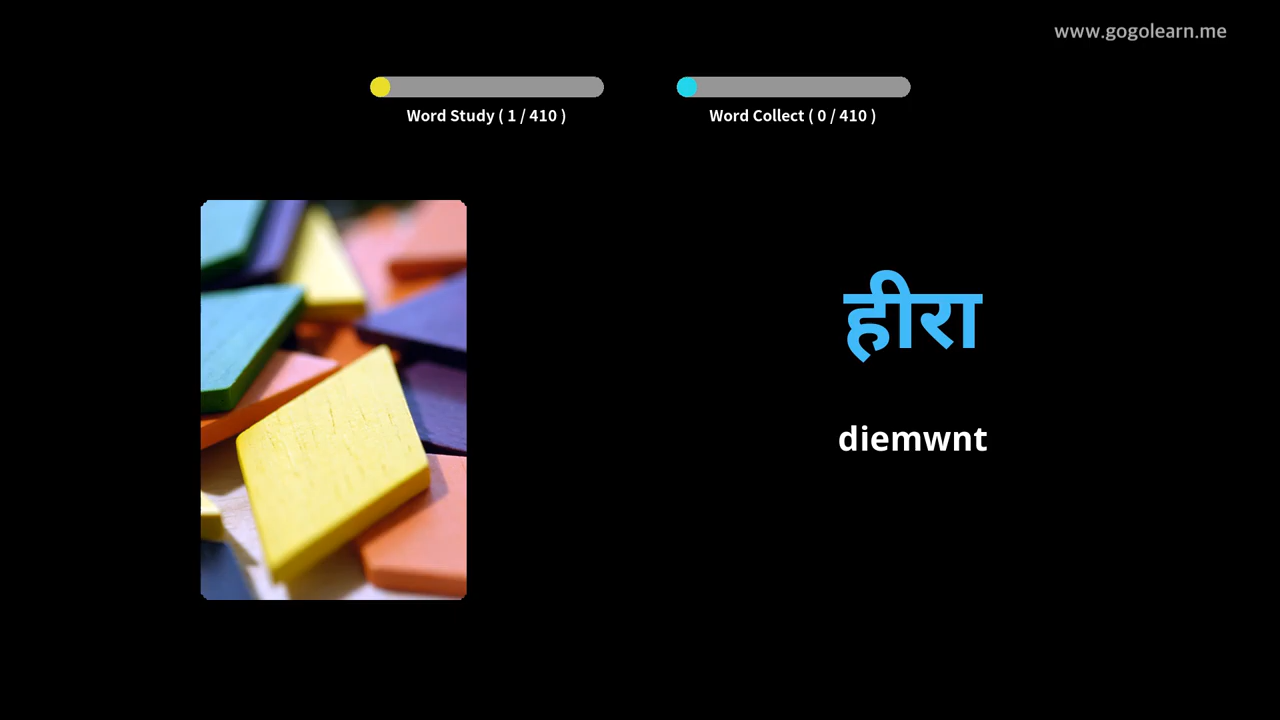 www.gogolearn.me
Word Study ( 1 / 410 )
Word Collect ( 0 / 410 )
हीरा
diemwnt